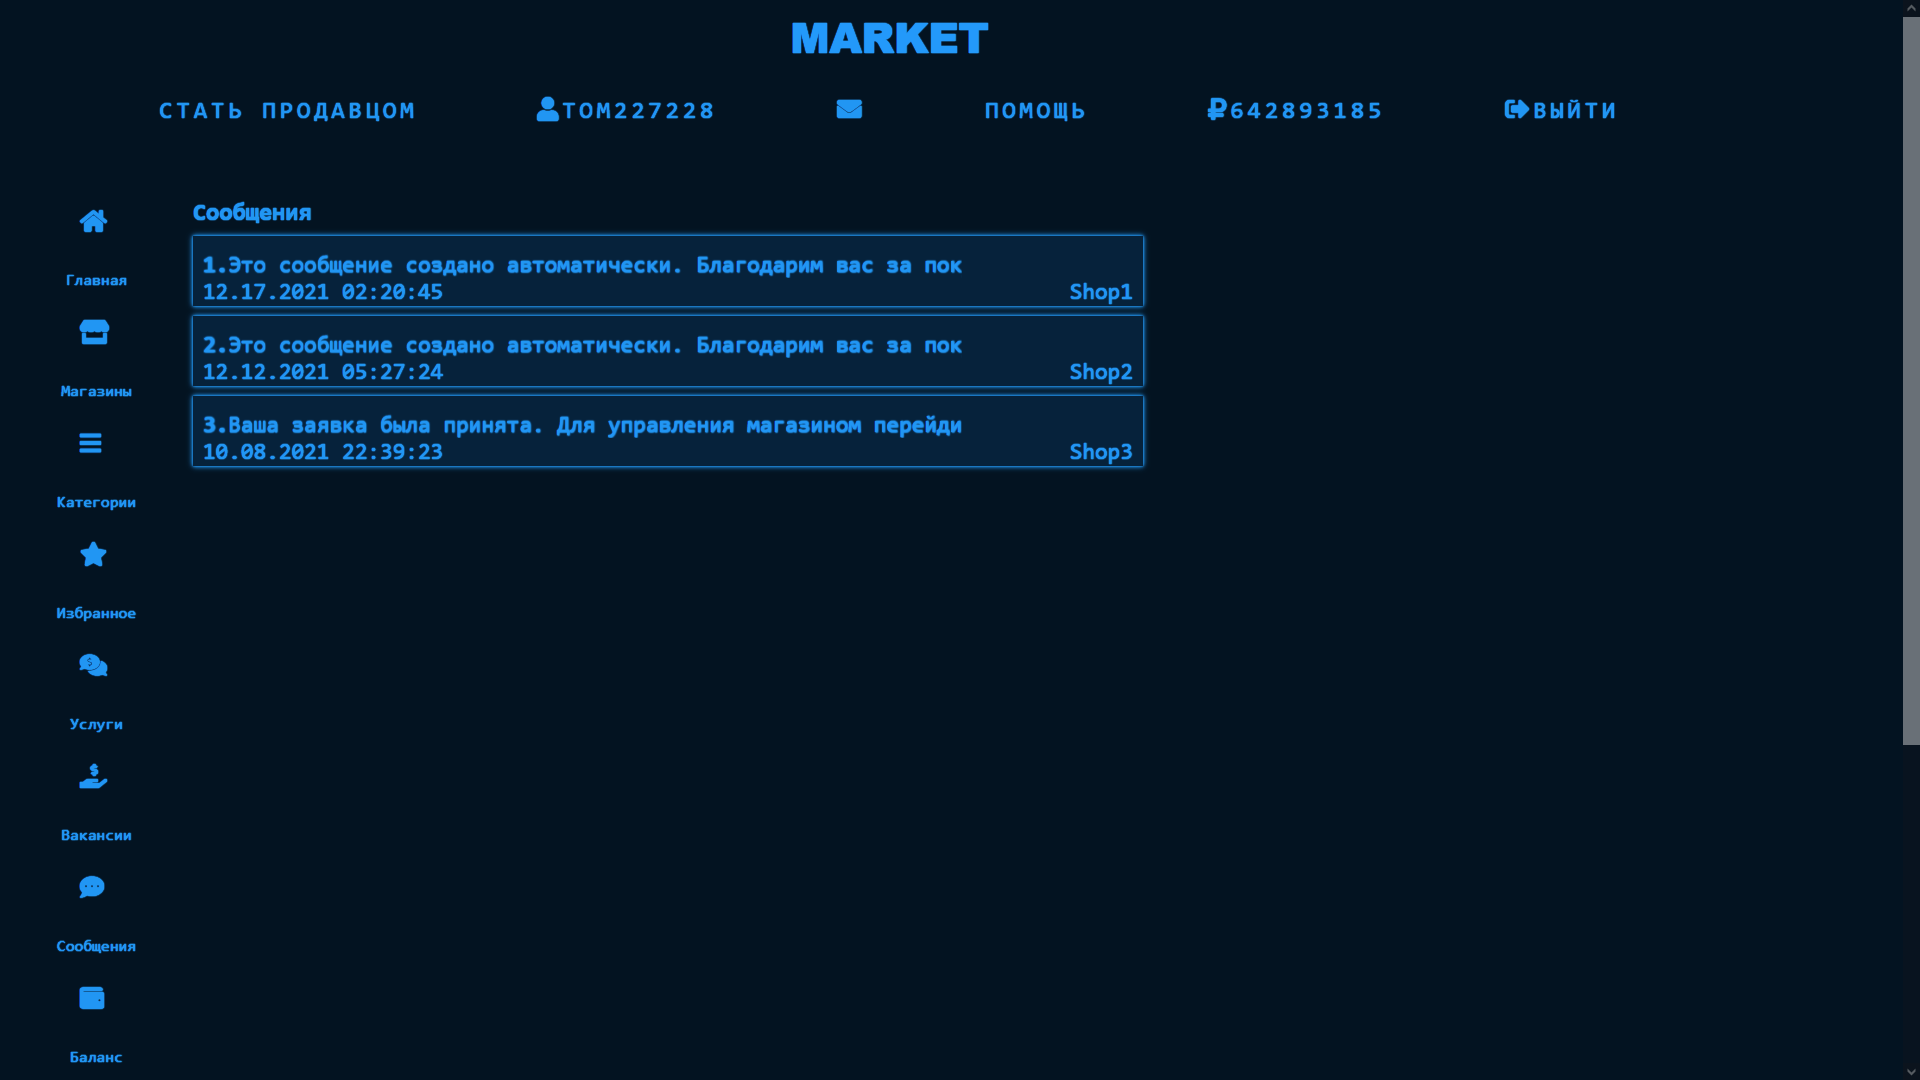 MARKET
СТАТЬ ПРОДАВЦОМ
TOM227228
ПОМОЩЬ
642893185
ВЫЙТИ
Главная
Магазины
Категории
Избранное
Услуги
Вакансии
Сообщения
Баланс
Сообщения
1.Это сообщение создано автоматически. Благодарим вас за пок
12.17.2021 02:20:45 Shop1
2.Это сообщение создано автоматически. Благодарим вас за пок
12.12.2021 05:27:24 Shop2
3.Ваша заявка была принята. Для управления магазином перейди
10.08.2021 22:39:23 Shop3